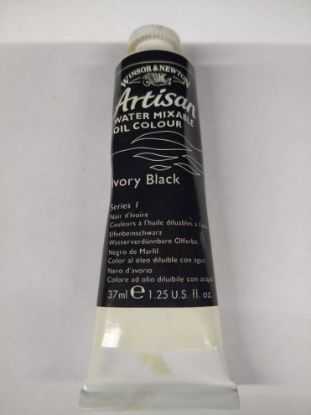 WINSOR & NEWTON
Artisan
WATER MIXABLE
OIL COLOUR
Ivory Black
Series 1
Noir d'Ivoire
Couleurs à l'huile diluables à l'eau
Elfenbeinschwarz
Wasserverdünnbare Ölfarbe
Negro de Marfil
Color al oleo diluible con agua
Nero d'avorio
Colore ad olio diluibile con acqua
37ml ℮ 1.25 U.S. fl. oz.